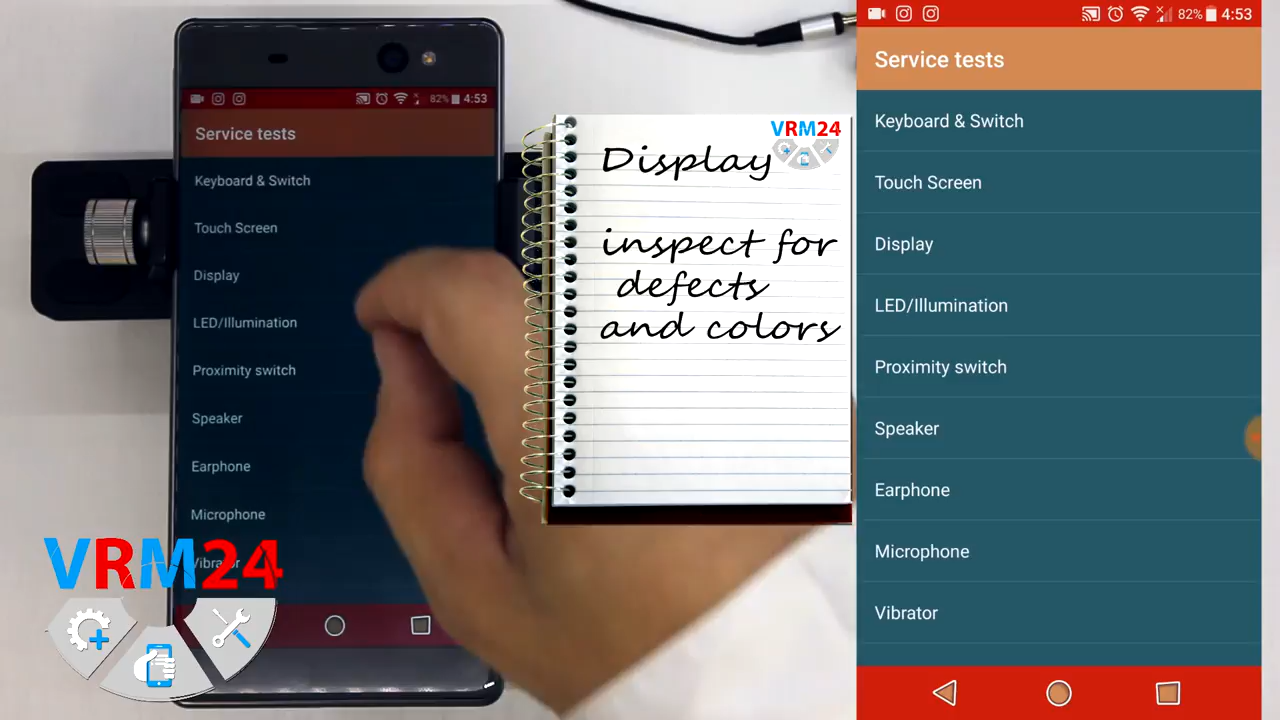 82% 4:53
Service tests
Keyboard & Switch
Touch Screen
Display
LED/Illumination
Proximity switch
Speaker
Earphone
Microphone
Vibrator
VRM24
VRM24
Display
inspect for
defects
and colors
82% 4:53
Service tests
Keyboard & Switch
Touch Screen
Display
LED/Illumination
Proximity switch
Speaker
Earphone
Microphone
Vibrator